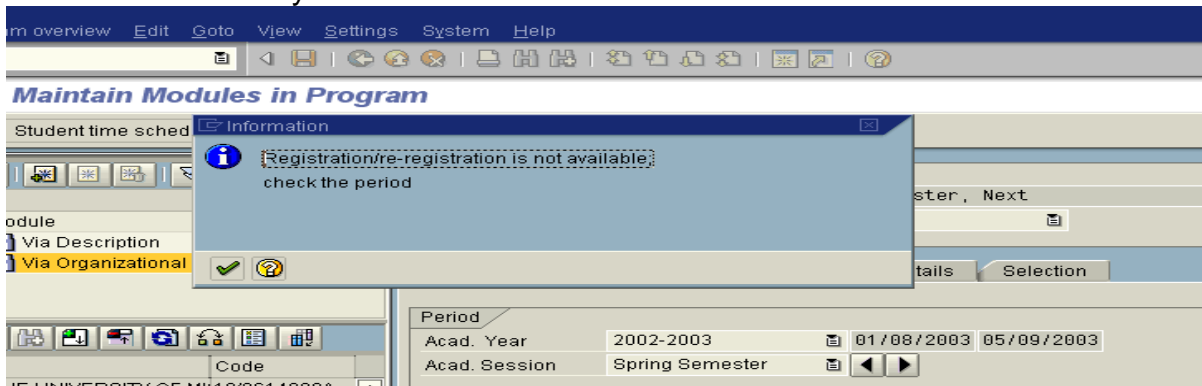 Edit Goto View Settings System Help
Maintain Modules in Program
Student time sched
Information
Registration/re-registration is not available;
check the period
ster, Next
Via Description
Via Organizational
tails Selection
Period
Acad. Year 2002-2003 01/08/2003 05/09/2003
Code
Acad. Session Spring Semester